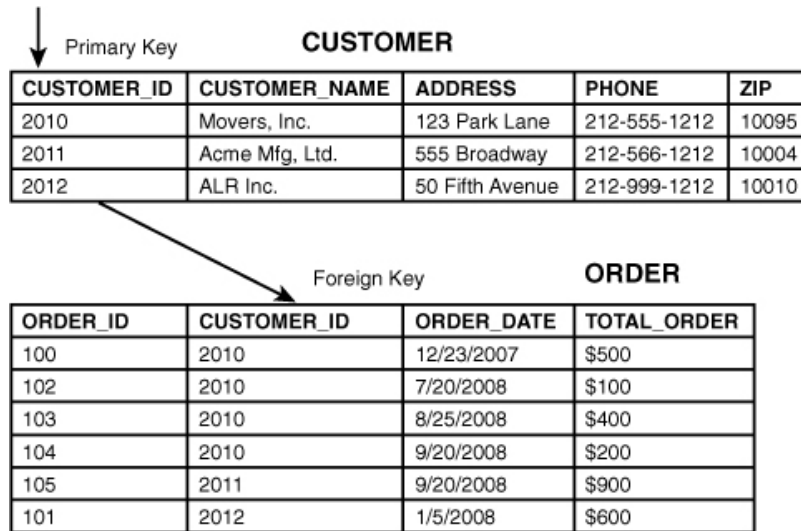 Primary Key
CUSTOMER
CUSTOMER_ID CUSTOMER_NAME ADDRESS PHONE ZIP
2010 Movers, Inc. 123 Park Lane 212-555-1212 10095
2011 Acme Mfg, Ltd. 555 Broadway 212-566-1212 10004
2012 ALR Inc. 50 Fifth Avenue 212-999-1212 10010
Foreign Key
ORDER
ORDER_ID CUSTOMER_ID ORDER_DATE TOTAL_ORDER
100 2010 12/23/2007 $500
102 2010 7/20/2008 $100
103 2010 8/25/2008 $400
104 2010 9/20/2008 $200
105 2011 9/20/2008 $900
101 2012 1/5/2008 $600